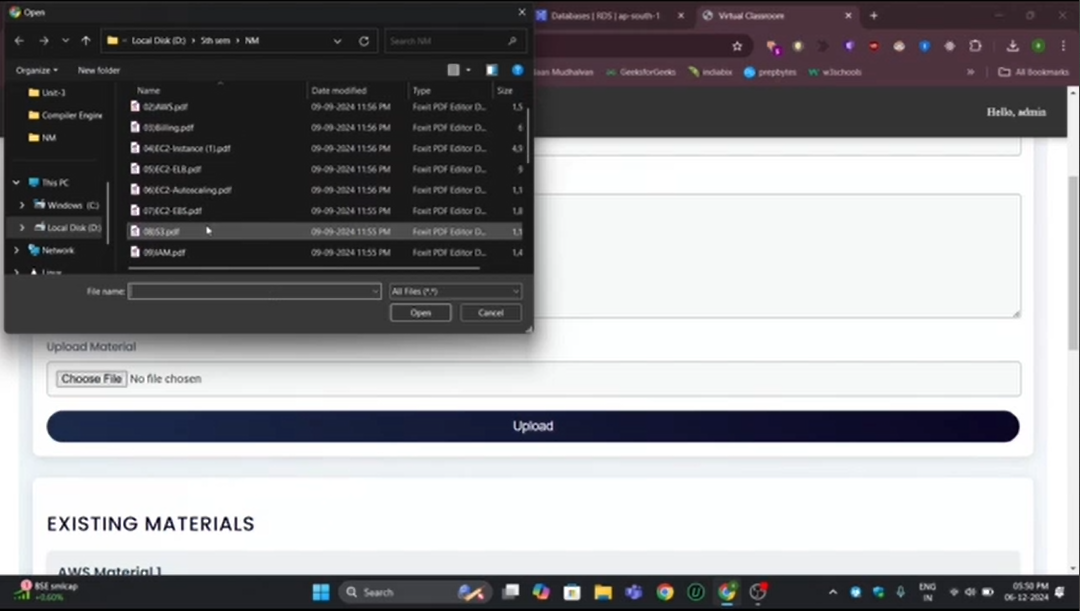 Open
Databases | RDS | ap-south-1
Virtual Classroom
Local Disk (D:) > 5th sem > NM
Search NM
Organize
New folder
Mudhalvan
GeeksforGeeks
indiabix
prepbytes
w3schools
All Bookmarks
Name
Date modified
Type
Size
Unit-3
Compiler Engine
NM
This PC
Windows (C:)
Local Disk (D:)
Network
Linux
02)AWS.pdf 09-09-2024 11:56 PM Foxit PDF Editor D... 1,5
03)Billing.pdf 09-09-2024 11:56 PM Foxit PDF Editor D... 6
04)EC2-Instance (1).pdf 09-09-2024 11:56 PM Foxit PDF Editor D... 4,9
05)EC2-ELB.pdf 09-09-2024 11:56 PM Foxit PDF Editor D... 9
06)EC2-Autoscaling.pdf 09-09-2024 11:56 PM Foxit PDF Editor D... 1,1
07)EC2-EBS.pdf 09-09-2024 11:55 PM Foxit PDF Editor D... 1,8
08)S3.pdf 09-09-2024 11:55 PM Foxit PDF Editor D... 1,1
09)IAM.pdf 09-09-2024 11:55 PM Foxit PDF Editor D... 1,4
File name:
All Files (*.*)
Open
Cancel
Hello, admin
Upload Material
Choose File No file chosen
Upload
EXISTING MATERIALS
AWS Material 1
BSE smlcap
+0.60%
Search
ENG
IN
05:50 PM
06-12-2024